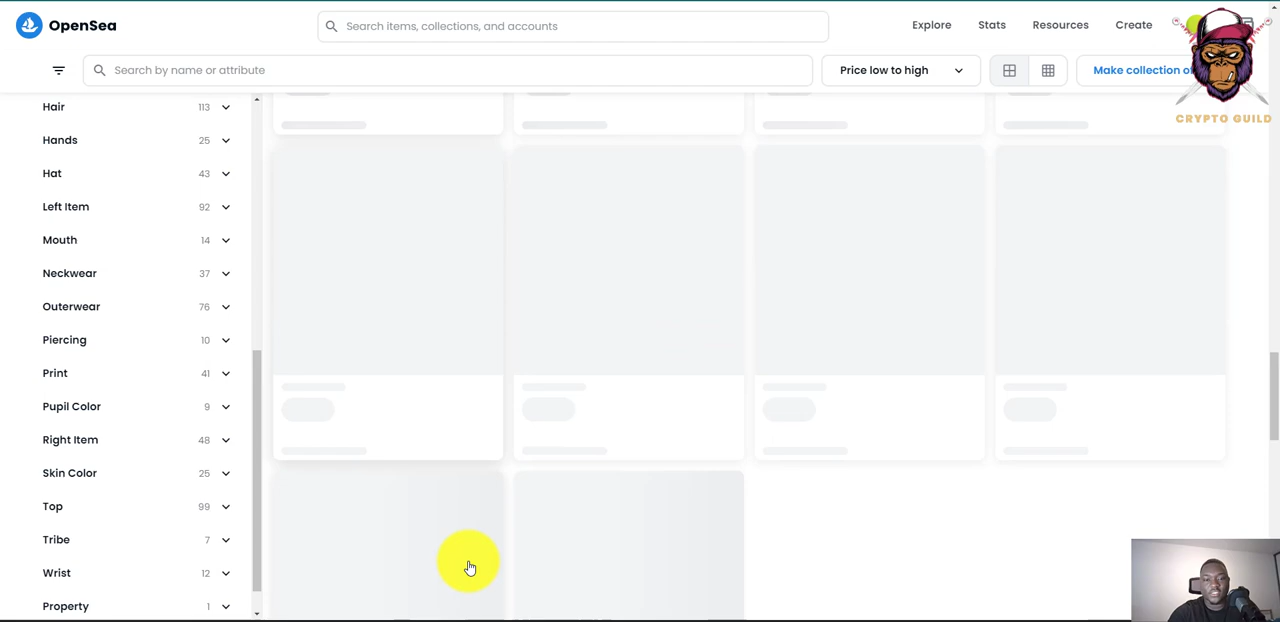 OpenSea
Search items, collections, and accounts
Explore
Stats
Resources
Create
Search by name or attribute
Price low to high
Make collection o
CRYPTO GUILD
Hair 113
Hands 25
Hat 43
Left Item 92
Mouth 14
Neckwear 37
Outerwear 76
Piercing 10
Print 41
Pupil Color 9
Right Item 48
Skin Color 25
Top 99
Tribe 7
Wrist 12
Property 1